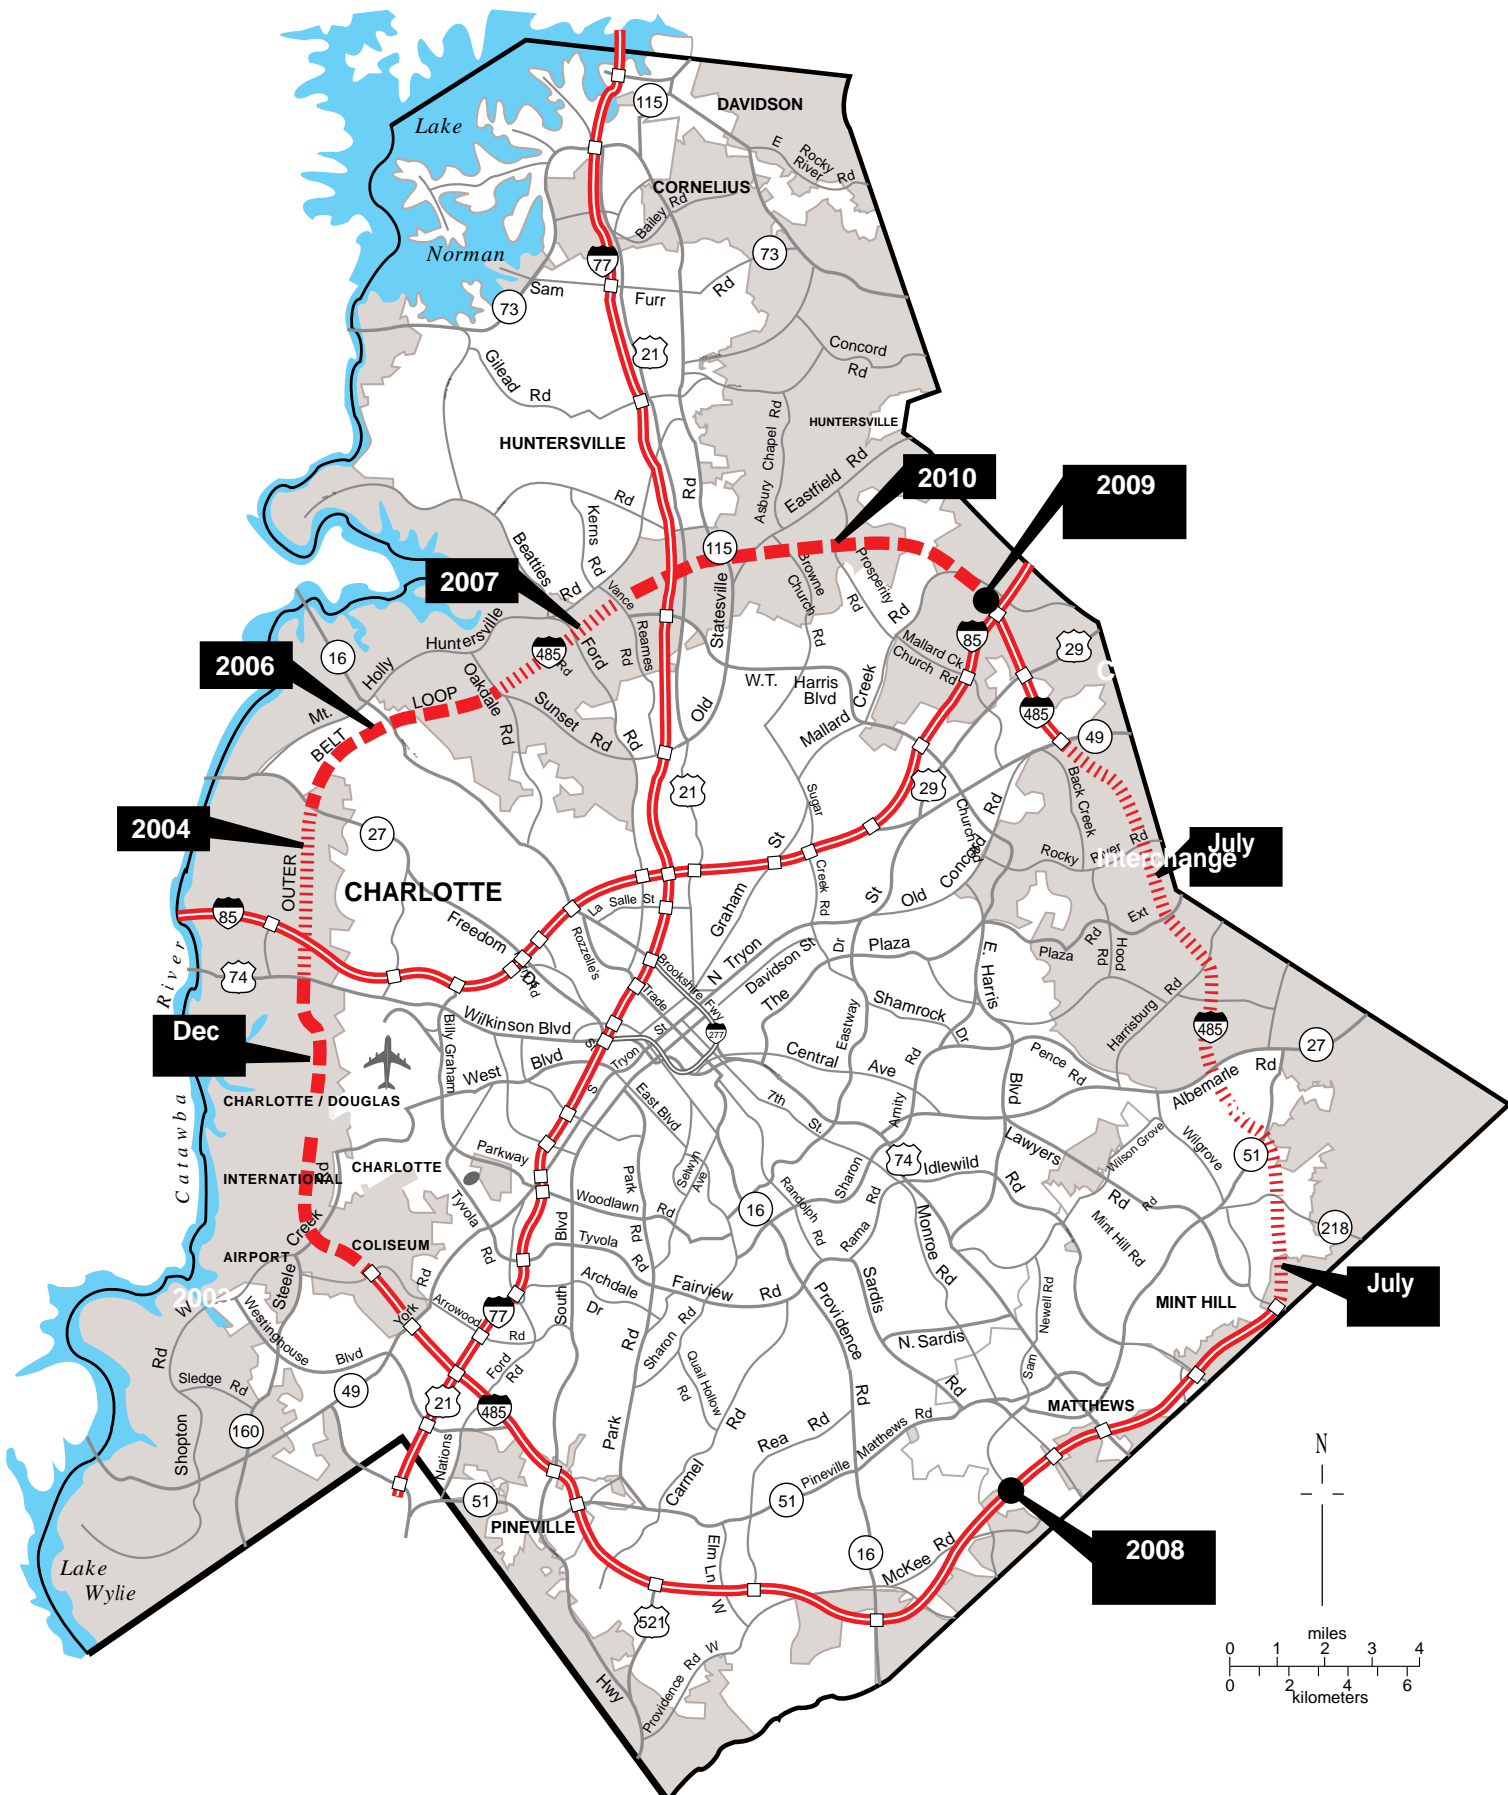 Lake
Norman
115
DAVIDSON
E
Rocky
River
Rd
CORNELIUS
Bailey
Rd
73
77
Sam
Furr
Rd
73
21
Concord
Rd
Gilead
Rd
HUNTERSVILLE
HUNTERSVILLE
Asbury Chapel Rd
Eastfield
Rd
2010
2009
Rd
Rd
Kerns
Rd
Beatties
Rd
Ford
Rd
115
Vance
2007
Browne
Church
Rd
Prosperity
Rd
Rd
Statesville
Reames
Rd
Huntersville
Holly
Mt.
16
2006
485
Rd
Oakdale
Rd
LOOP
BELT
OUTER
Sunset
Rd
85
Mallard Ck
Church Rd
29
C
W.T.
Harris
Blvd
Mallard
Creek
485
49
Old
21
29
Sugar
Creek Rd
Back Creek
Church
Rd
Rd
2004
27
St
Rocky
River
Rd
July
interchange
CHARLOTTE
Freedom
Dr
Rd
La
Salle
St
Graham
St
Old
Concord
Rd
Ext
85
74
Rozzelle's
Brookshire
Fwy
N
Tryon
Davidson St
The
Plaza
Dr
E.
Harris
Blvd
Plaza
Rd
Hood
Rd
Harrisburg
Rd
River
Catawba
Dec
Wilkinson Blvd
Trade
St
277
Shamrock
Dr
Eastway
485
27
Billy Graham
Parkway
West
Blvd
St.
Tryon
S
Central
Ave
Rd
Pence
Rd
Albemarle
Rd
CHARLOTTE / DOUGLAS
INTERNATIONAL
AIRPORT
East Blvd
7th
St.
Amity
CHARLOTTE
COLISEUM
Rd
Creek
Steele
Park
Rd
Selwyn
Ave
Sharon
74
Idlewild
Lawyers
Rd
Rd
Wilson Grove
Rd
Wilgrove
Mint Hill Rd
51
218
Tyvola
Rd
Woodlawn
Rd
16
Randolph
Rd
Rama
Rd
Tyvola
Rd
Monroe
Rd
2003
W
Westinghouse
Blvd
York
Rd
Arrowood
Rd
77
South
Blvd
Archdale
Dr
Fairview
Rd
Providence
Rd
Sardis
Rd
N. Sardis
Newell Rd
Sam
MINT HILL
July
Sledge
Rd
Shopton
Rd
49
160
21
485
Ford
Rd
Nations
Park
Rd
Sharon
Rd
Quail Hollow
Rd
Carmel
Rd
Rea
Rd
Pineville
Matthews
Rd
MATTHEWS
51
PINEVILLE
51
Elm Ln
W
16
McKee
Rd
2008
521
Lake
Wylie
Hwy
Providence
Rd
W
N
miles
0
1
2
3
4
0
2
4
6
kilometers